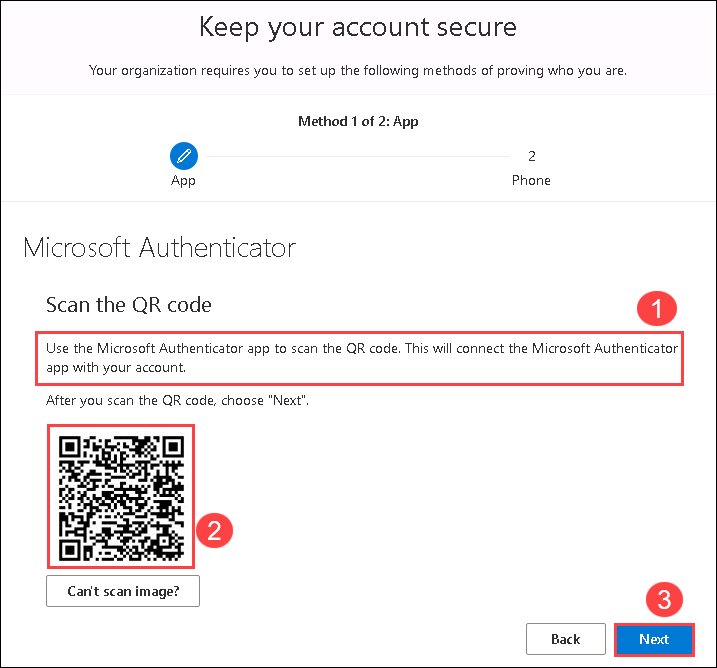 Keep your account secure
Your organization requires you to set up the following methods of proving who you are.
Method 1 of 2: App
2
App
Phone
Microsoft Authenticator
Scan the QR code
1
Use the Microsoft Authenticator app to scan the QR code. This will connect the Microsoft Authenticator
app with your account.
After you scan the QR code, choose "Next".
2
Can't scan image?
3
Back
Next